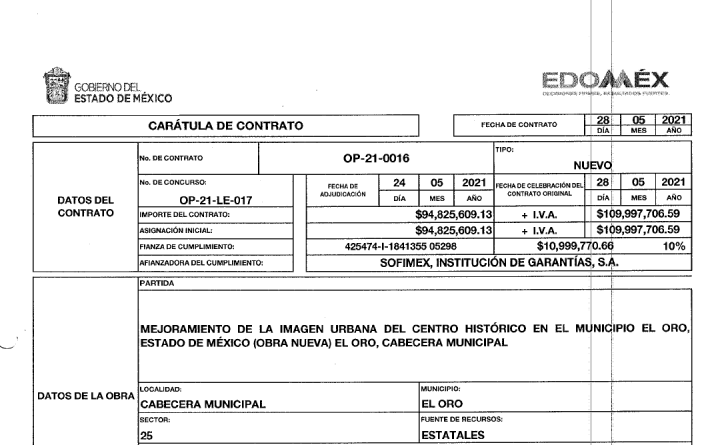 GOBIERNO DEL
ESTADO DE MÉXICO
EDOMÉX
DECISIONES FIRMES, RESULTADOS FUERTES.
CARÁTULA DE CONTRATO
FECHA DE CONTRATO 28 05 2021
DÍA MES AÑO
DATOS DEL CONTRATO
No. DE CONTRATO OP-21-0016 TIPO: NUEVO
No. DE CONCURSO: OP-21-LE-017
FECHA DE ADJUDICACIÓN 24 05 2021
DÍA MES AÑO
FECHA DE CELEBRACIÓN DEL CONTRATO ORIGINAL 28 05 2021
DÍA MES AÑO
IMPORTE DEL CONTRATO: $94,825,609.13 + I.V.A. $109,997,706.59
ASIGNACIÓN INICIAL: $94,825,609.13 + I.V.A. $109,997,706.59
FIANZA DE CUMPLIMIENTO: 425474-I-1841355 05298 $10,999,770.66 10%
AFIANZADORA DEL CUMPLIMIENTO: SOFIMEX, INSTITUCIÓN DE GARANTÍAS, S.A.
DATOS DE LA OBRA
PARTIDA
MEJORAMIENTO DE LA IMAGEN URBANA DEL CENTRO HISTÓRICO EN EL MUNICIPIO EL ORO,
ESTADO DE MÉXICO (OBRA NUEVA) EL ORO, CABECERA MUNICIPAL
LOCALIDAD: MUNICIPIO:
CABECERA MUNICIPAL EL ORO
SECTOR: FUENTE DE RECURSOS:
25 ESTATALES